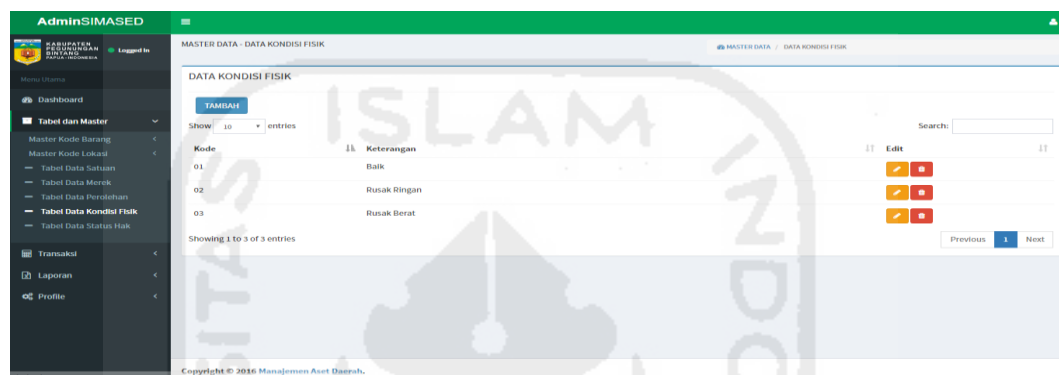 AdminSIMASED
KABUPATEN
PEGUNUNGAN
BINTANG
PAPUA-INDONESIA
Logged in
Menu Utama
Dashboard
Tabel dan Master
Master Kode Barang
Master Kode Lokasi
Tabel Data Satuan
Tabel Data Merek
Tabel Data Perolehan
Tabel Data Kondisi Fisik
Tabel Data Status Hak
Transaksi
Laporan
Profile
MASTER DATA - DATA KONDISI FISIK
MASTER DATA / DATA KONDISI FISIK
DATA KONDISI FISIK
TAMBAH
Show 10 entries
Search:
Kode Keterangan Edit
01 Baik
02 Rusak Ringan
03 Rusak Berat
Showing 1 to 3 of 3 entries
Previous 1 Next
Copyright © 2016 Manajemen Aset Daerah.
ISLAM
SITAS
INDO